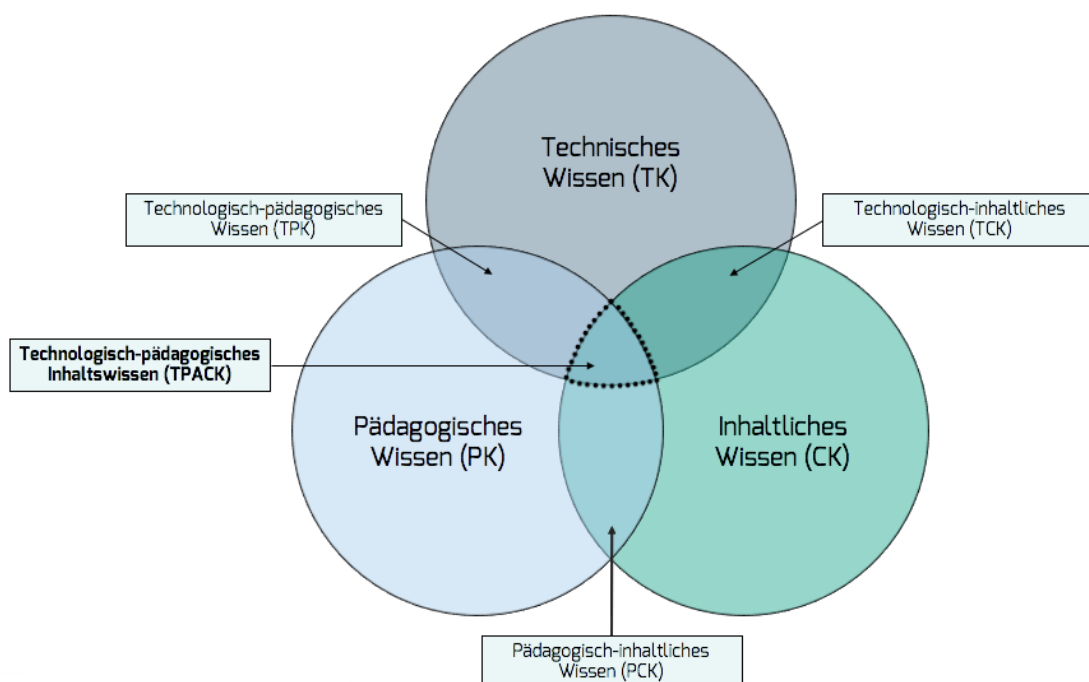 Technisches
Wissen (TK)
Technologisch-pädagogisches
Wissen (TPK)
Technologisch-inhaltliches
Wissen (TCK)
Technologisch-pädagogisches
Inhaltswissen (TPACK)
Pädagogisches
Wissen (PK)
Inhaltliches
Wissen (CK)
Pädagogisch-inhaltliches
Wissen (PCK)